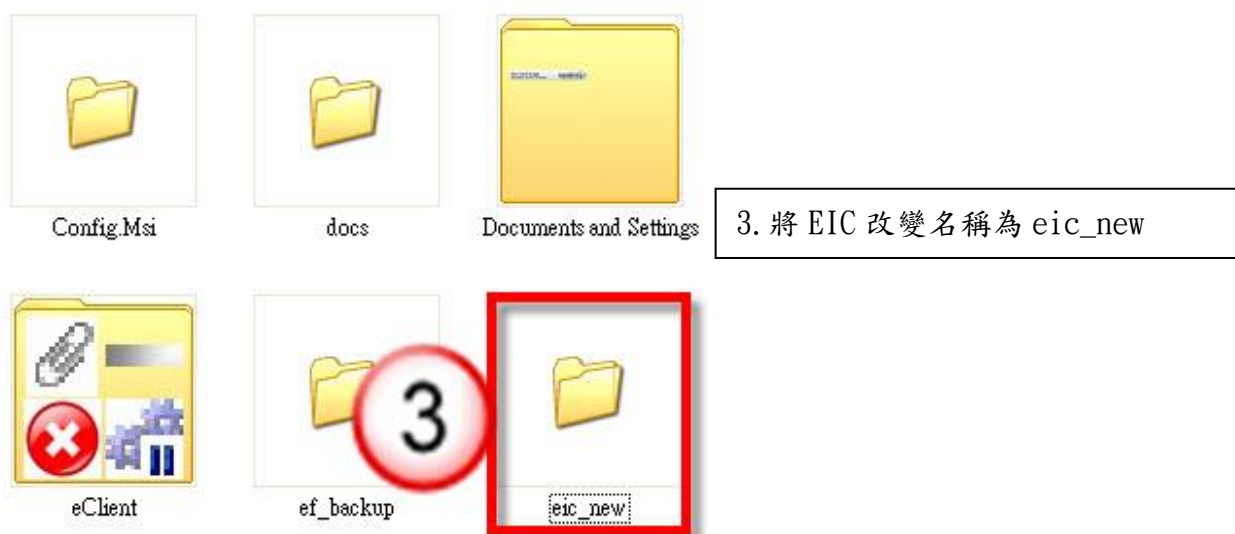 Config.Msi
docs
Documents and Settings
3.將 EIC 改變名稱為 eic_new
eClient
ef_backup
3
eic_new